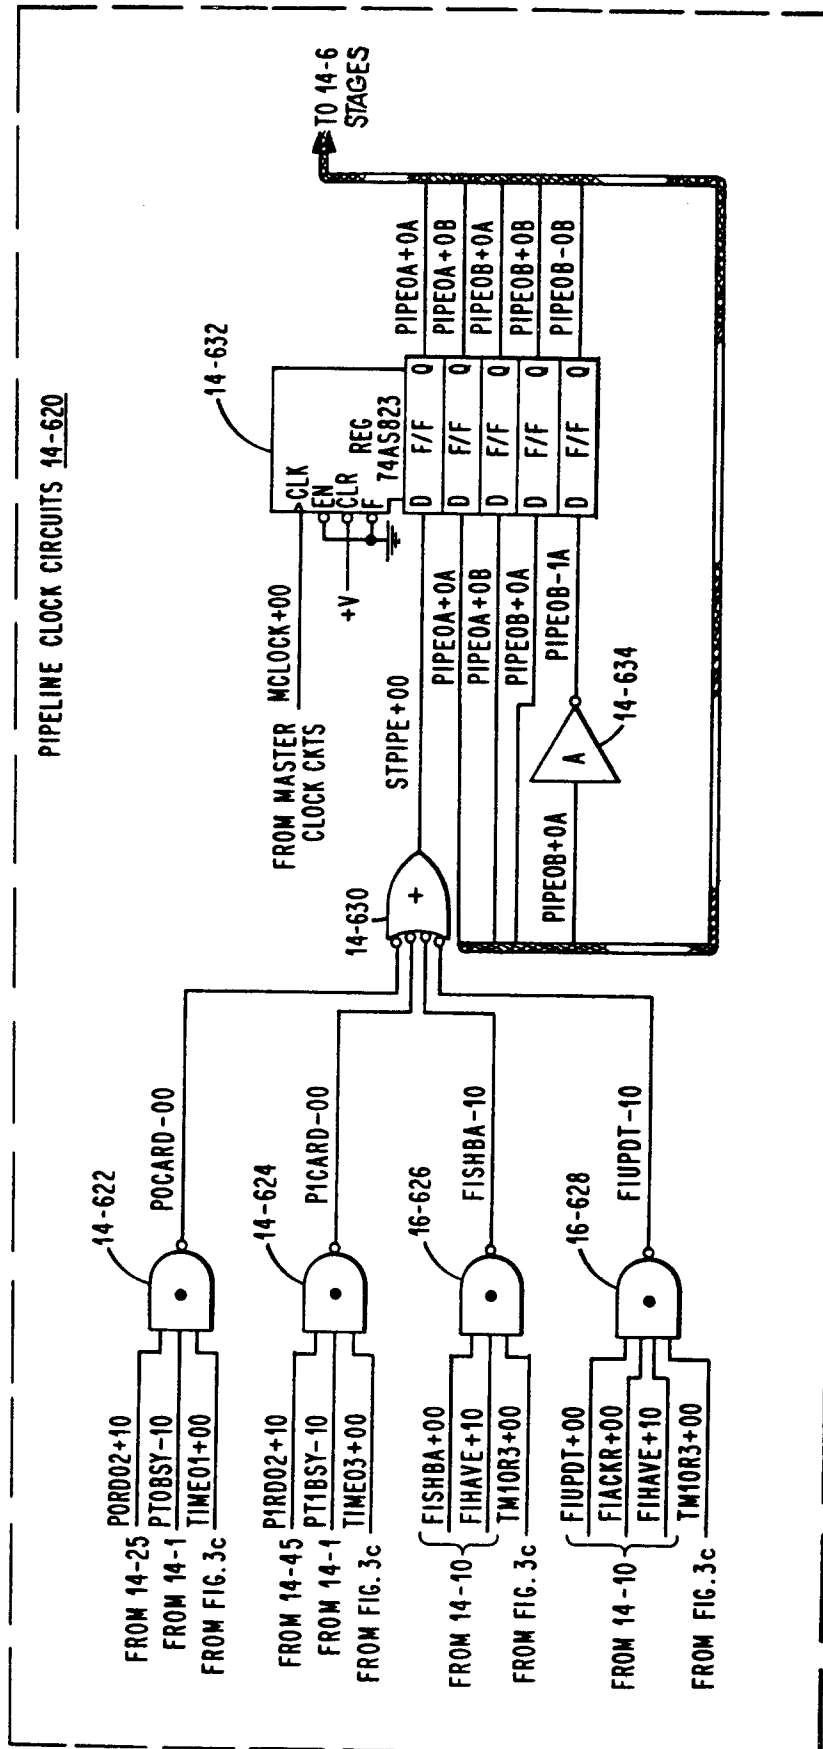 PIPELINE CLOCK CIRCUITS 14-620
FROM 14-25
PORD02+10
FROM 14-1
PT0BSY-10
FROM FIG. 3c
TIME01+00
14-622
POCARD-00
FROM 14-45
P1RD02+10
FROM 14-1
PT1BSY-10
FROM FIG. 3c
TIME03+00
14-624
P1CARD-00
FROM 14-10
FISHBA+00
FIHAVE+10
FROM FIG. 3c
TM10R3+00
16-626
FISHBA-10
FROM 14-10
FIUPDT+00
FIACKR+00
FIHAVE+10
FROM FIG. 3c
TM10R3+00
16-628
FIUPDT-10
14-630
+
STPIPE+00
FROM MASTER
CLOCK CKTS
MCLOCK+00
+V
14-632
CLK
EN
CLR
F
REG
74AS823
D F/F Q
D F/F Q
D F/F Q
D F/F Q
D F/F Q
PIPE0A+0A
PIPE0A+0B
PIPE0B+0A
PIPE0B+0A
A
14-634
PIPE0B-1A
PIPE0A+0A
PIPE0A+0B
PIPE0B+0A
PIPE0B+0B
PIPE0B-0B
TO 14-6
STAGES